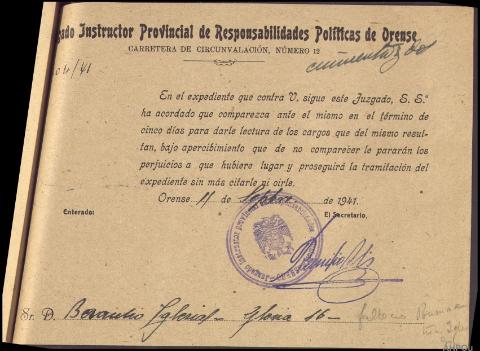 gado Instructor Provincial de Responsabilidades Políticas de Orense
CARRETERA DE CIRCUNVALACIÓN, NÚMERO 12
cincuenta y dos
/41
En el expediente que contra V. sigue este Juzgado, S. S.ª
ha acordado que comparezca ante el mismo en el término de
cinco días para darle lectura de los cargos que del mismo resul-
tan, bajo apercibimiento que de no comparecer le pararán los
perjuicios a que hubiere lugar y proseguirá la tramitación del
expediente sin más citarle ni oirle.
Orense 11 de Septbre de 1941.
Enterado:
El Secretario,
Sr. D. Iglesias - 16 -